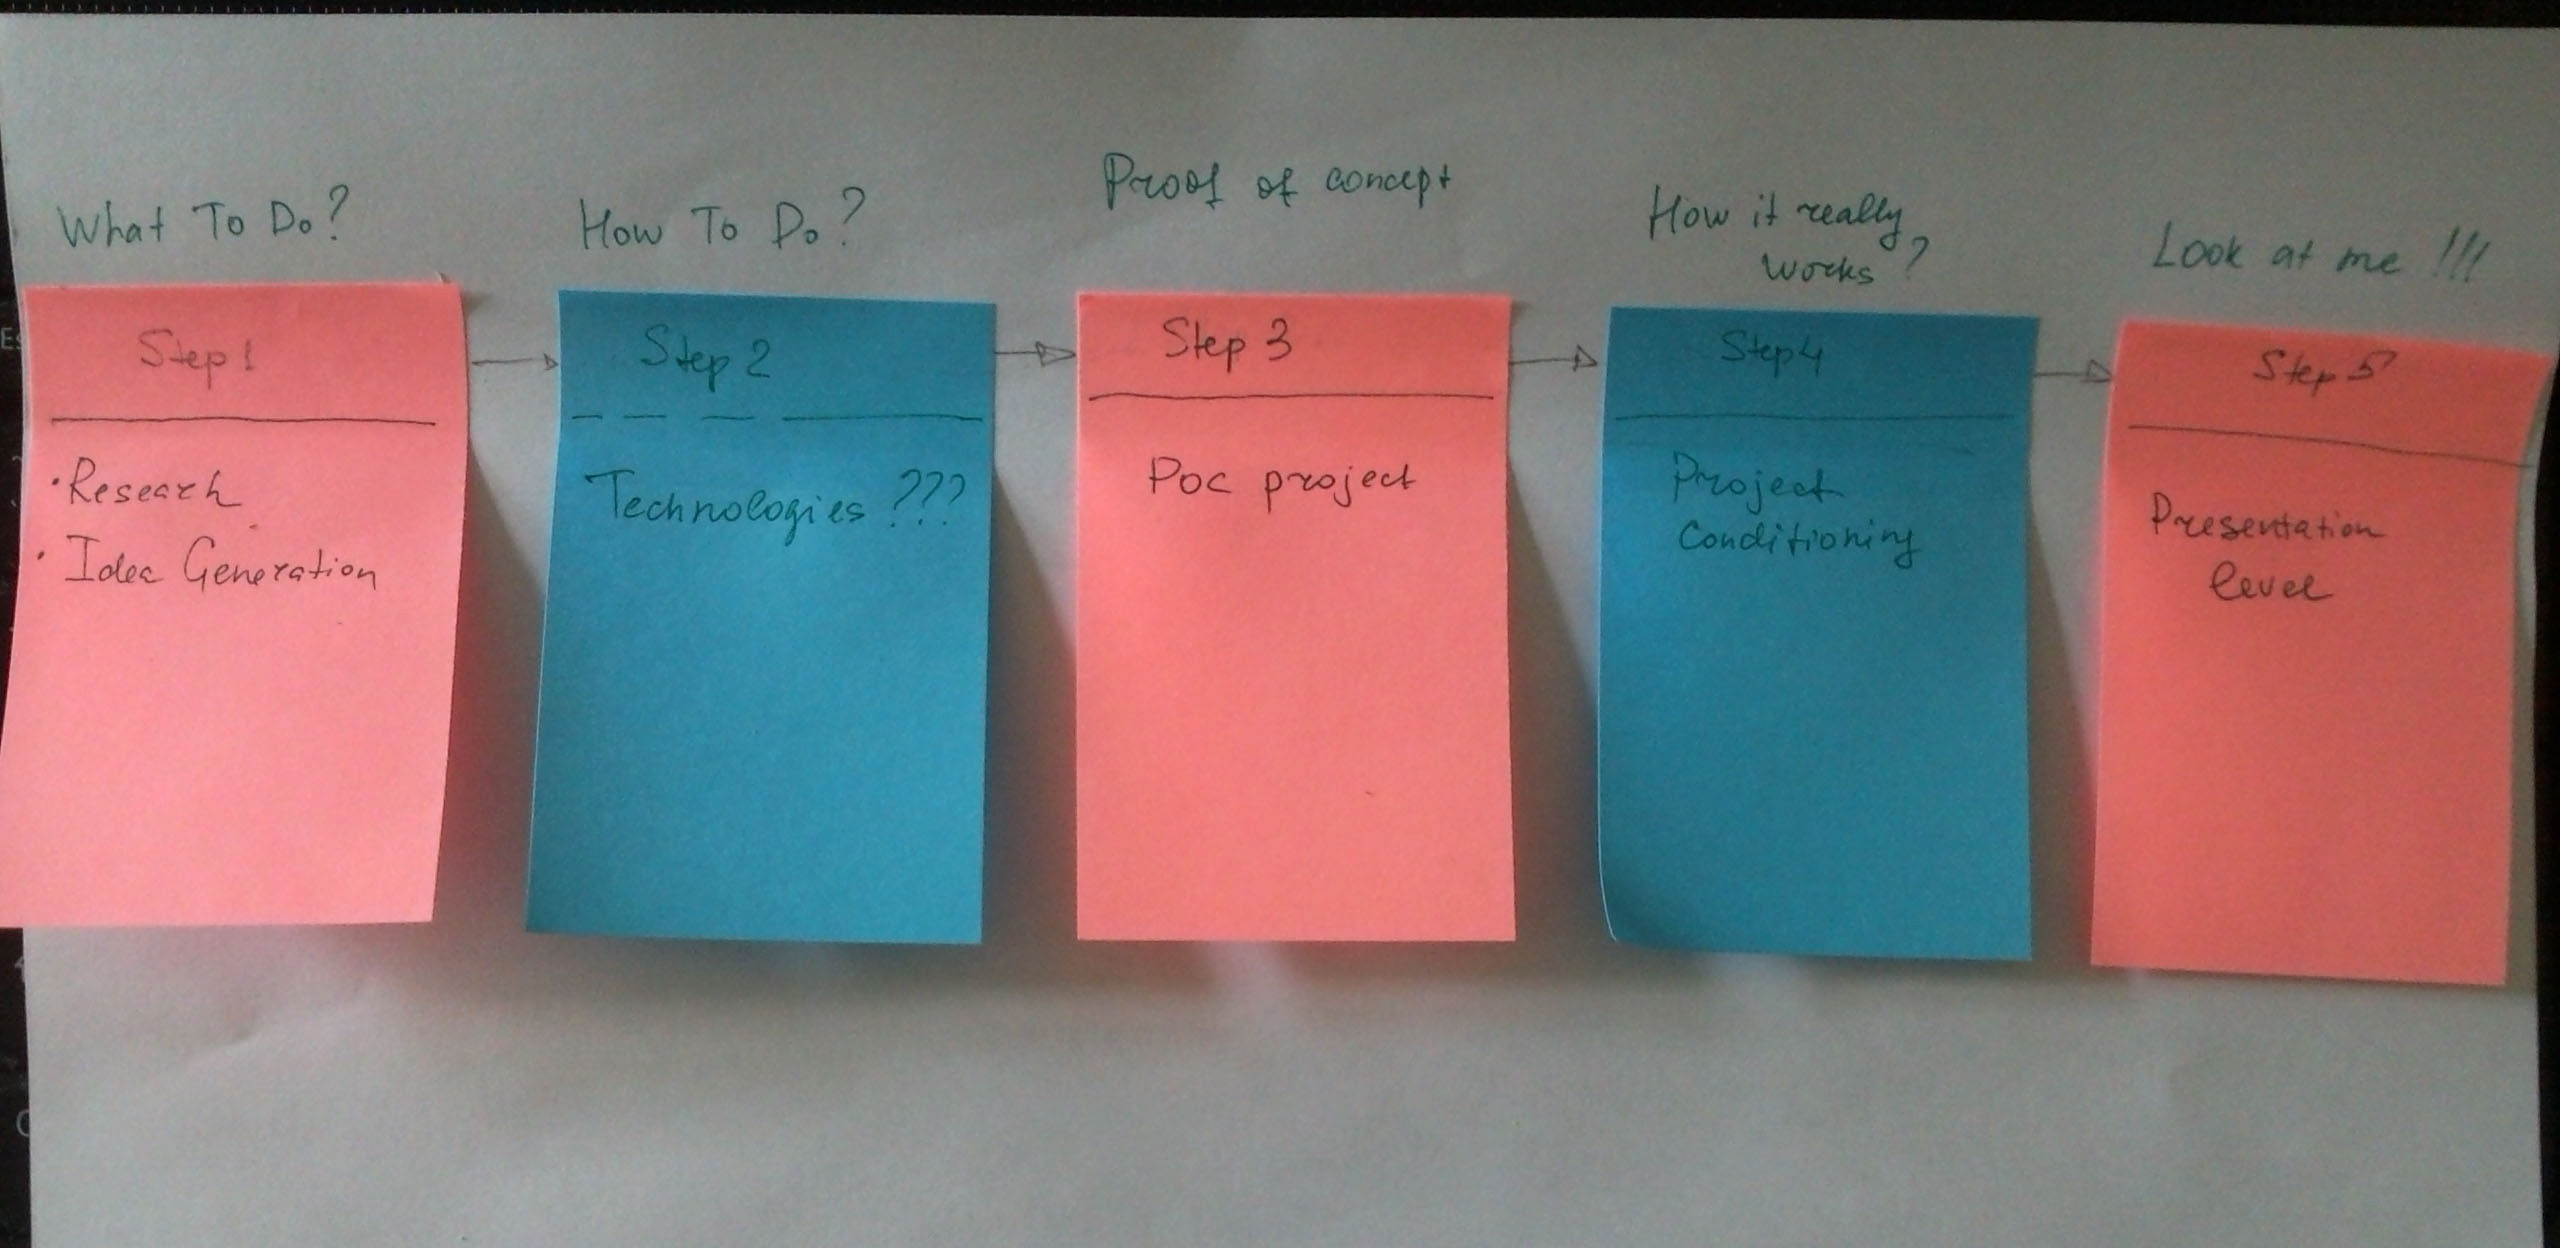 What To Do?
How To Do?
Proof of concept
How it really
works?
Look at me !!!
Step 1
• Research
• Idea Generation
Step 2
Technologies ???
Step 3
Poc project
Step 4
Project
Conditioning
Step 5
Presentation
level